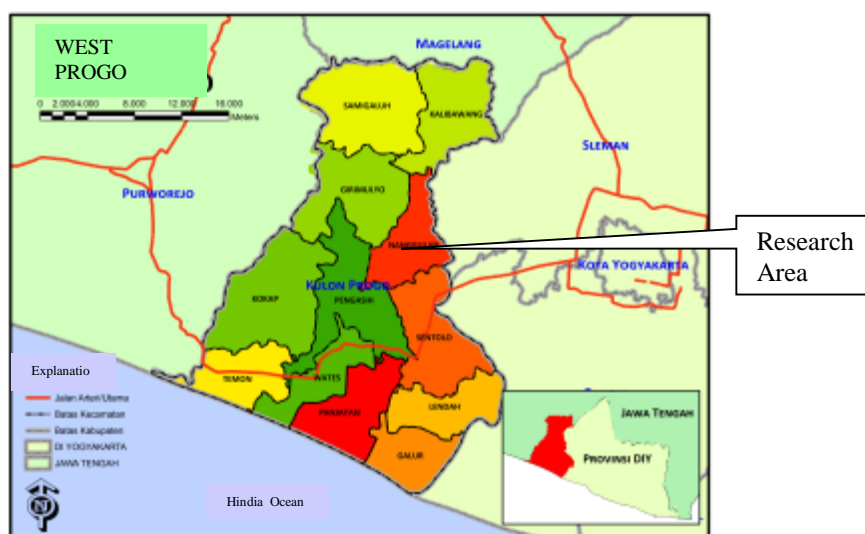 WEST
PROGO
0 2.000 4.000 8.000 12.000 16.000
Meters
MAGELANG
SAMIGALUH
KALIBAWANG
SLEMAN
PURWOREJO
GIRIMULYO
NANGGULAN
Research
Area
KOTA YOGYAKARTA
KULON PROGO
KOKAP
PENGASIH
SENTOLO
Explanatio
TEMON
WATES
PANJATAN
LENDAH
GALUR
Jalan Arteri/Utama
Batas Kecamatan
Batas Kabupaten
DI YOGYAKARTA
JAWA TENGAH
JAWA TENGAH
PROVINSI DIY
N
Hindia Ocean